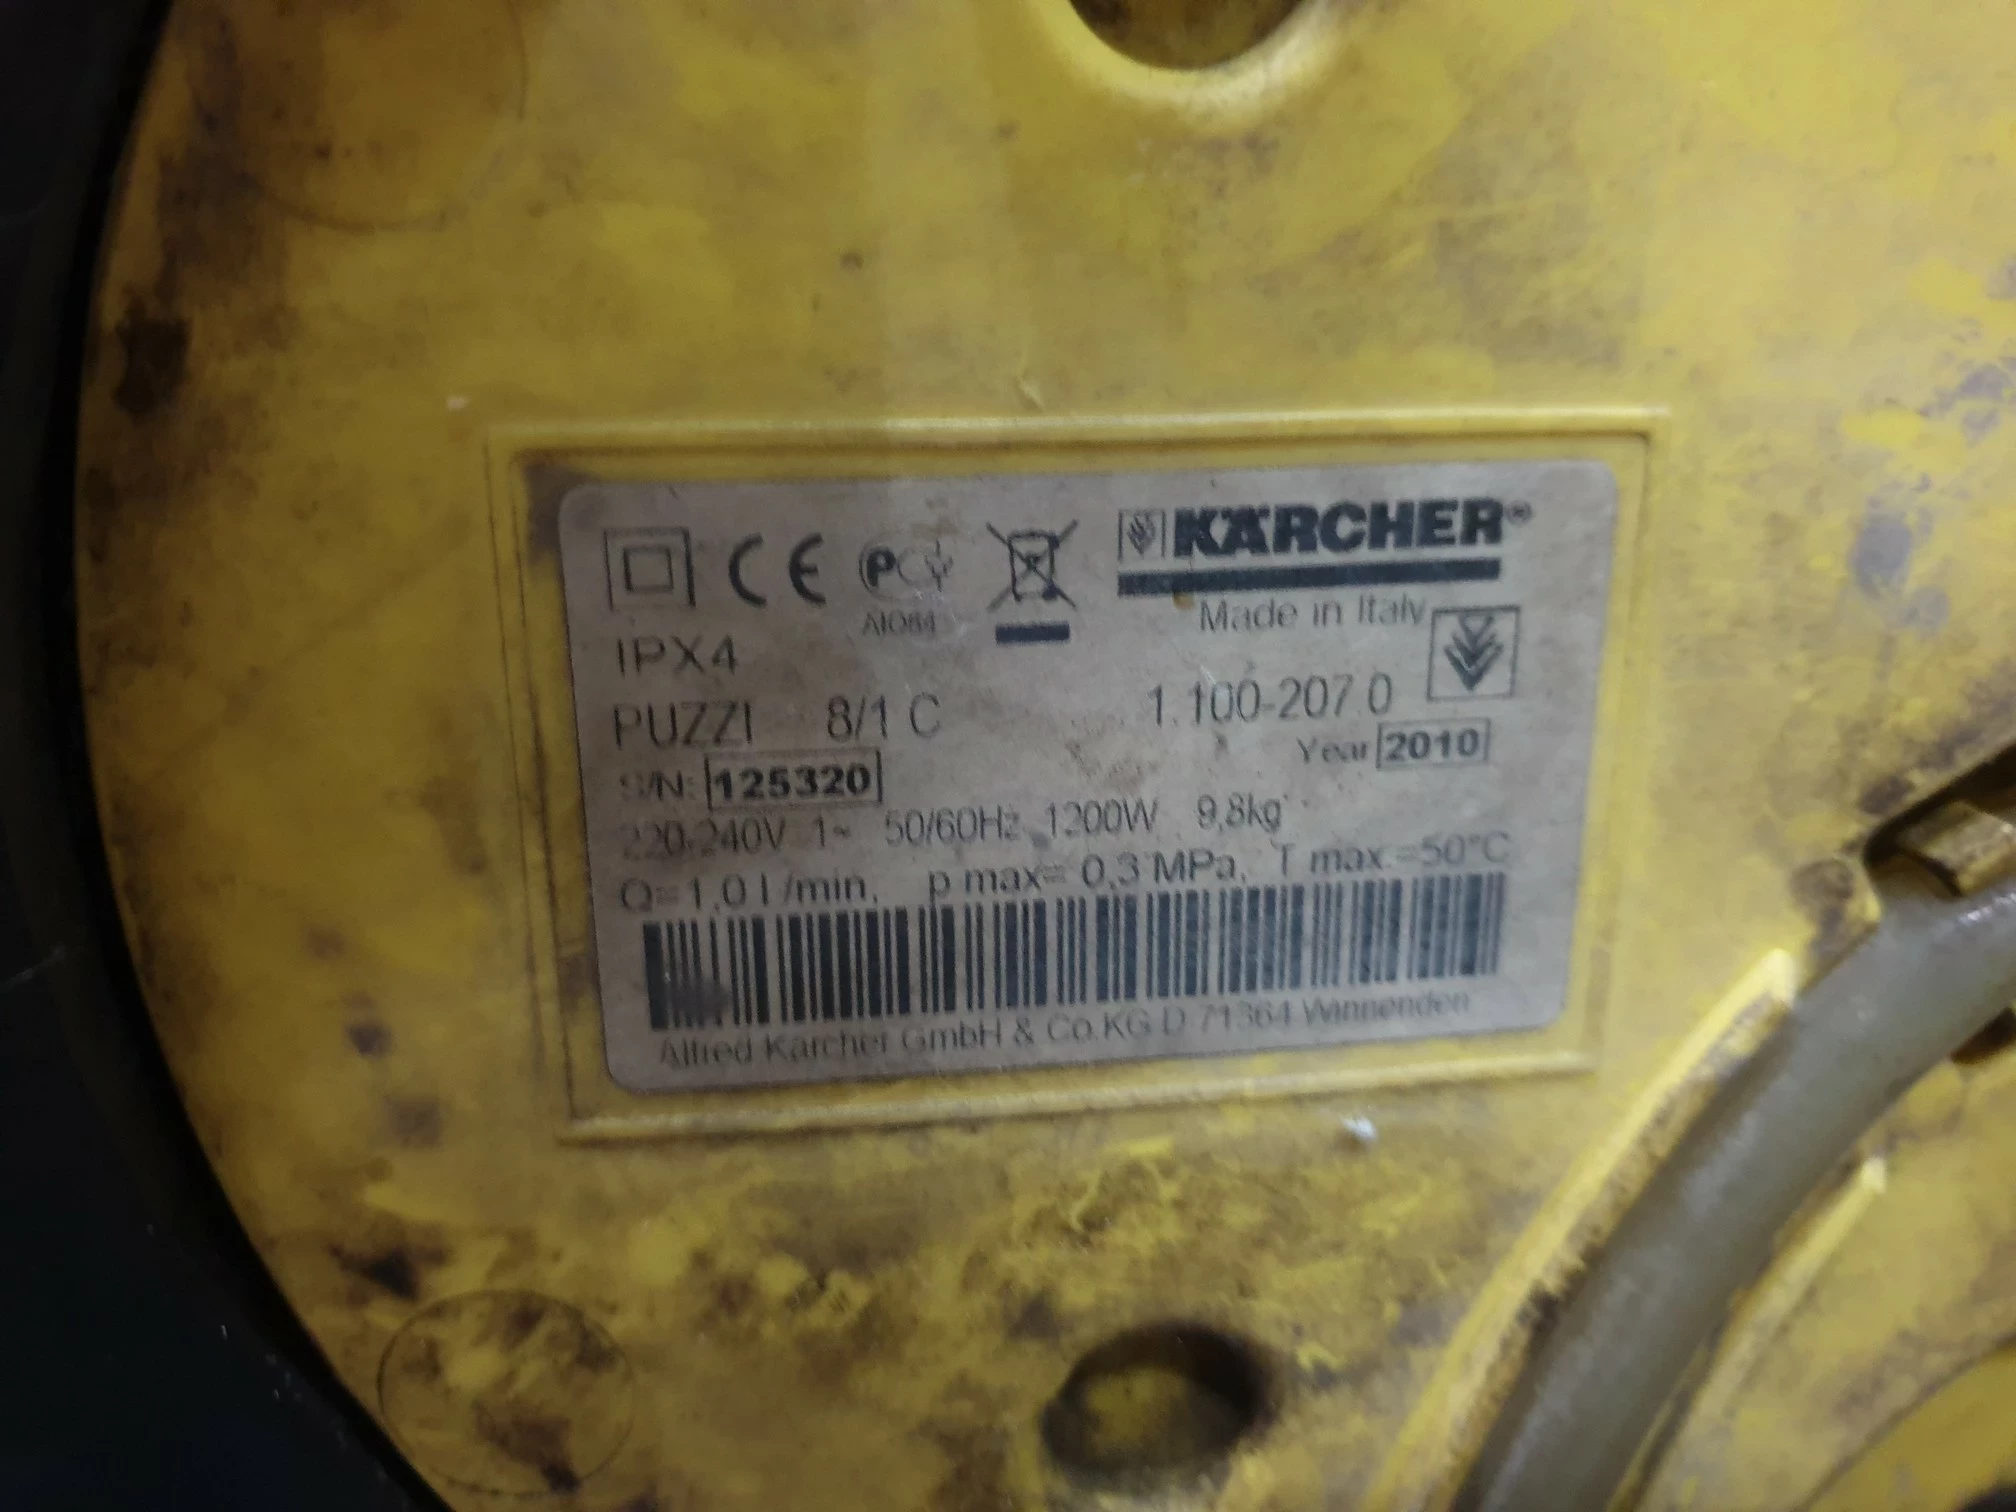 CE
KÄRCHER®
AЮ64
Made in Italy
IPX4
PUZZI 8/1 C 1.100-207.0
Year 2010
S/N: 125320
220-240V 1~ 50/60Hz 1200W 9,8kg
Q=1,0 l /min, p max= 0,3 MPa, T max.=50°C
Alfred Kärcher GmbH & Co.KG D 71364 Winnenden